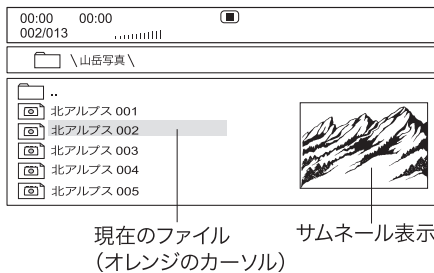 00:00 00:00
002/013
\山岳写真\
..
北アルプス 001
北アルプス 002
北アルプス 003
北アルプス 004
北アルプス 005
現在のファイル
(オレンジのカーソル)
サムネール表示